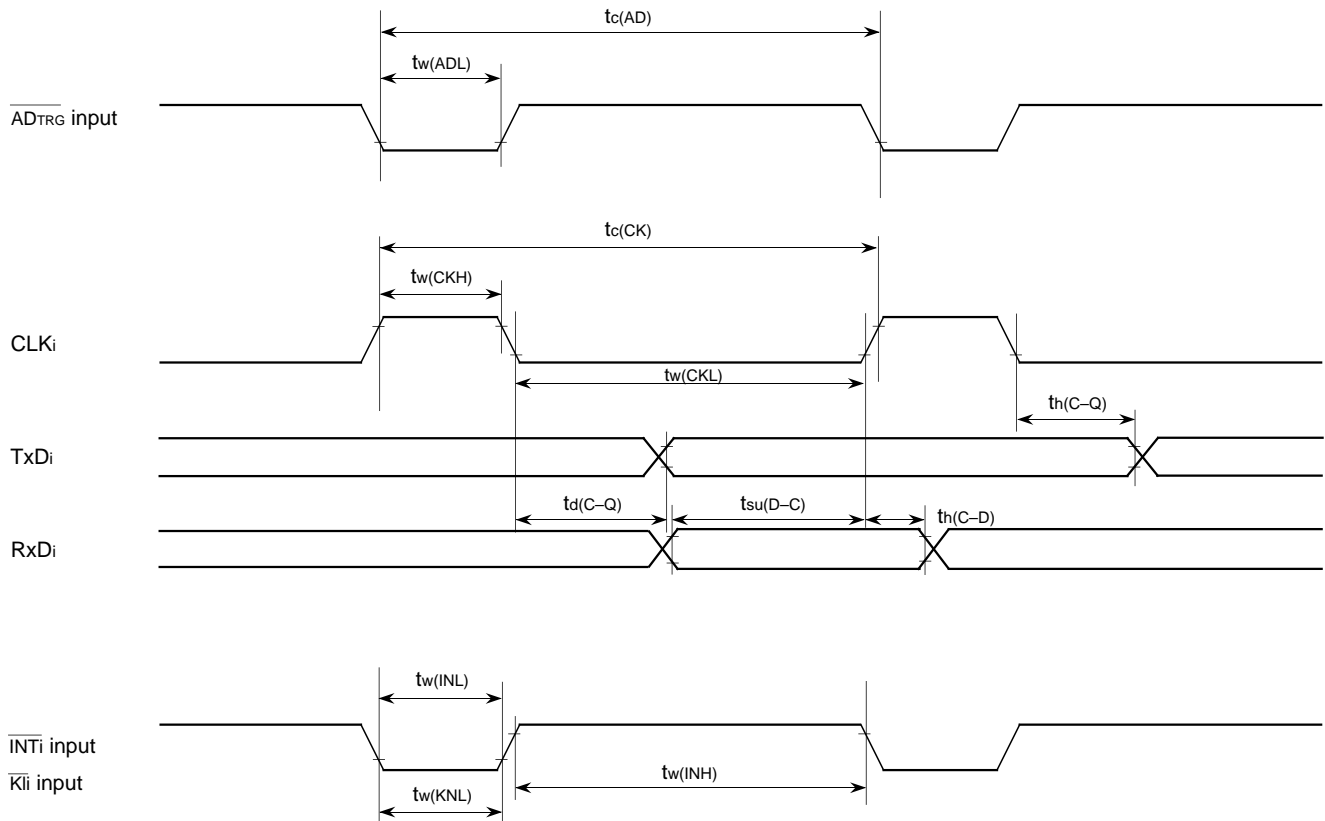 tc(AD)
tw(ADL)
ADTRG input
tc(CK)
tw(CKH)
CLKi
tw(CKL)
th(C–Q)
TxDi
td(C–Q)
tsu(D–C)
th(C–D)
RxDi
tw(INL)
INTi input
KIi input
tw(INH)
tw(KNL)